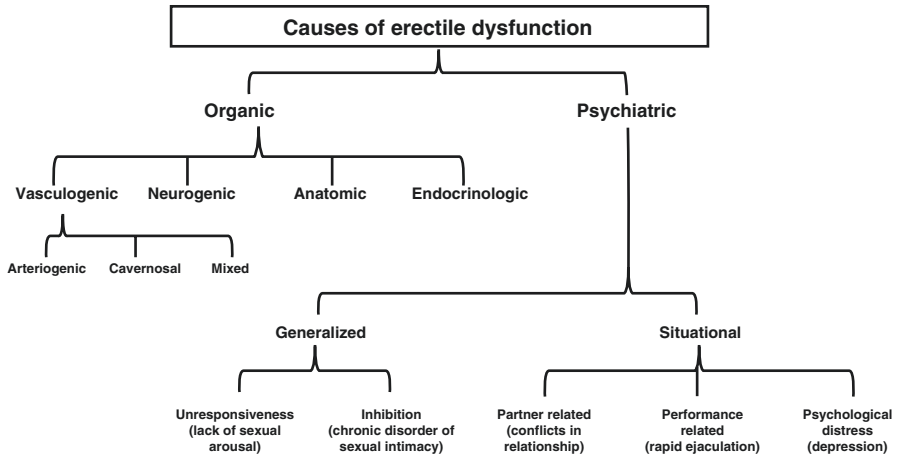 Causes of erectile dysfunction
Organic
Psychiatric
Vasculogenic
Neurogenic
Anatomic
Endocrinologic
Arteriogenic
Cavernosal
Mixed
Generalized
Situational
Unresponsiveness
(lack of sexual
arousal)
Inhibition
(chronic disorder of
sexual intimacy)
Partner related
(conflicts in
relationship)
Performance
related
(rapid ejaculation)
Psychological
distress
(depression)